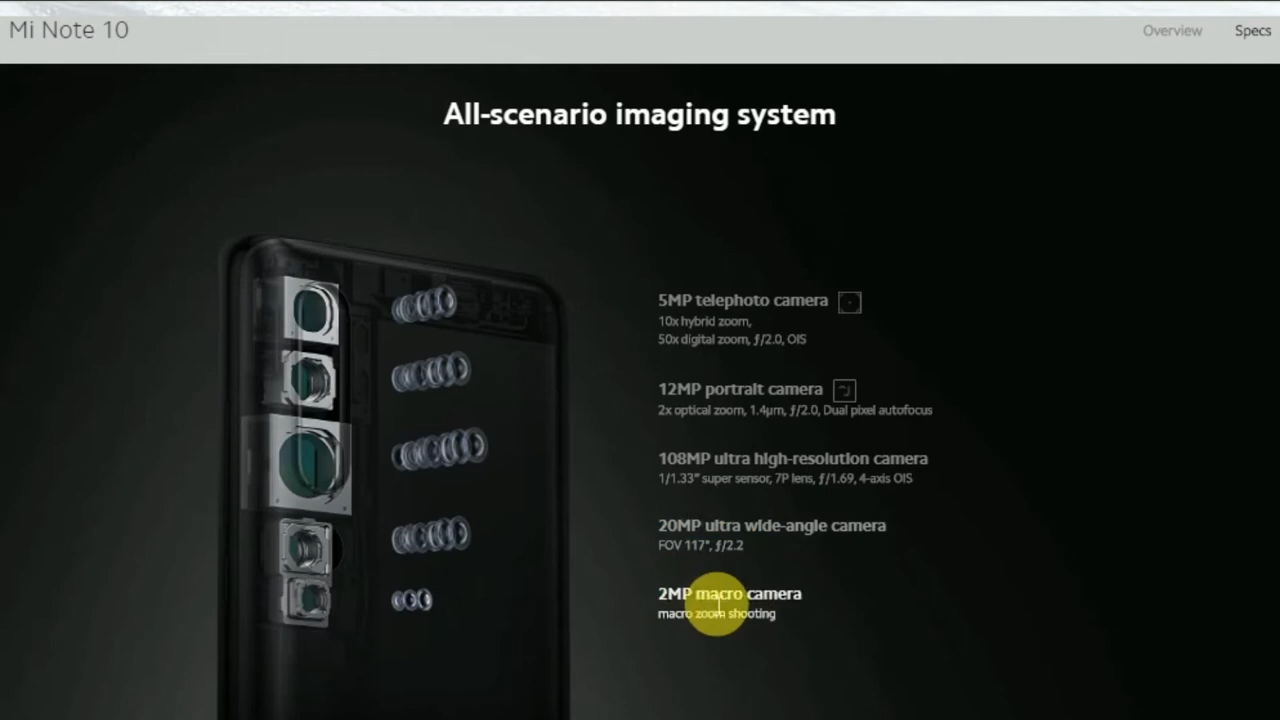 Mi Note 10
Overview
Specs
All-scenario imaging system
5MP telephoto camera
10x hybrid zoom,
50x digital zoom, ƒ/2.0, OIS
12MP portrait camera
2x optical zoom, 1.4μm, ƒ/2.0, Dual pixel autofocus
108MP ultra high-resolution camera
1/1.33" super sensor, 7P lens, ƒ/1.69, 4-axis OIS
20MP ultra wide-angle camera
FOV 117°, ƒ/2.2
2MP macro camera
macro zoom shooting